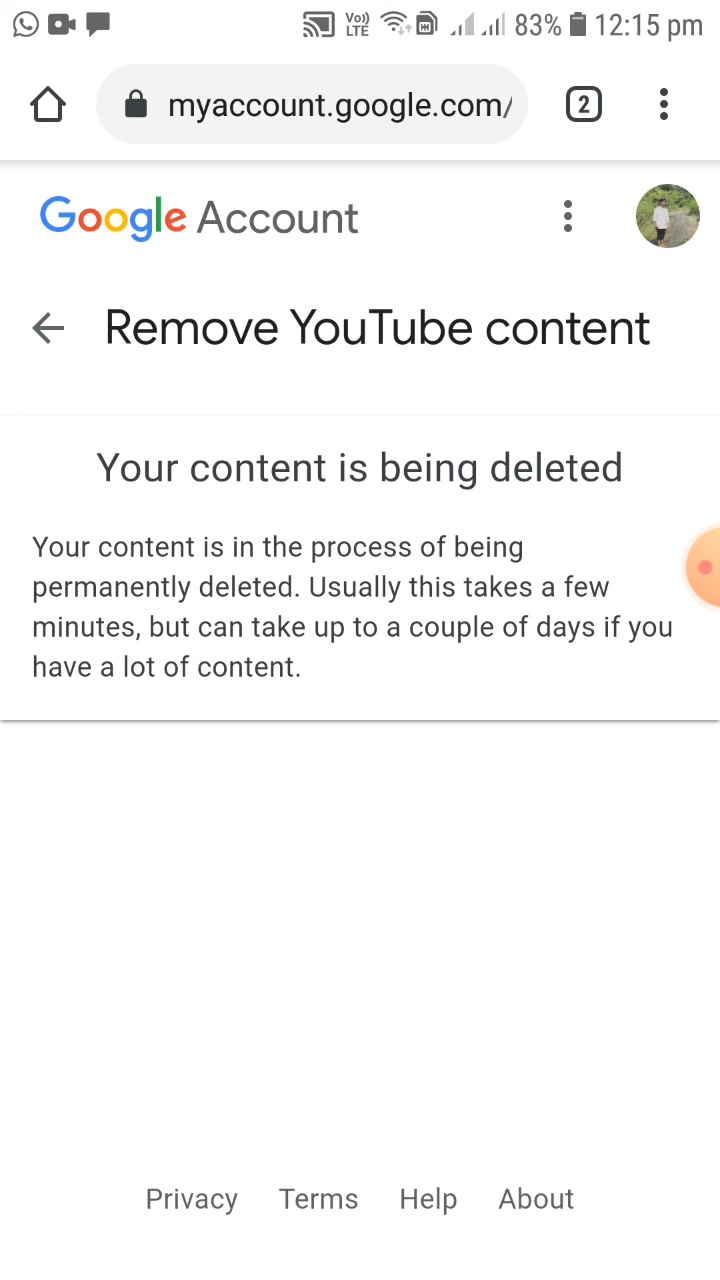 Vo)) LTE 83% 12:15 pm
myaccount.google.com/ 2
Google Account
Remove YouTube content
Your content is being deleted
Your content is in the process of being
permanently deleted. Usually this takes a few
minutes, but can take up to a couple of days if you
have a lot of content.
Privacy Terms Help About